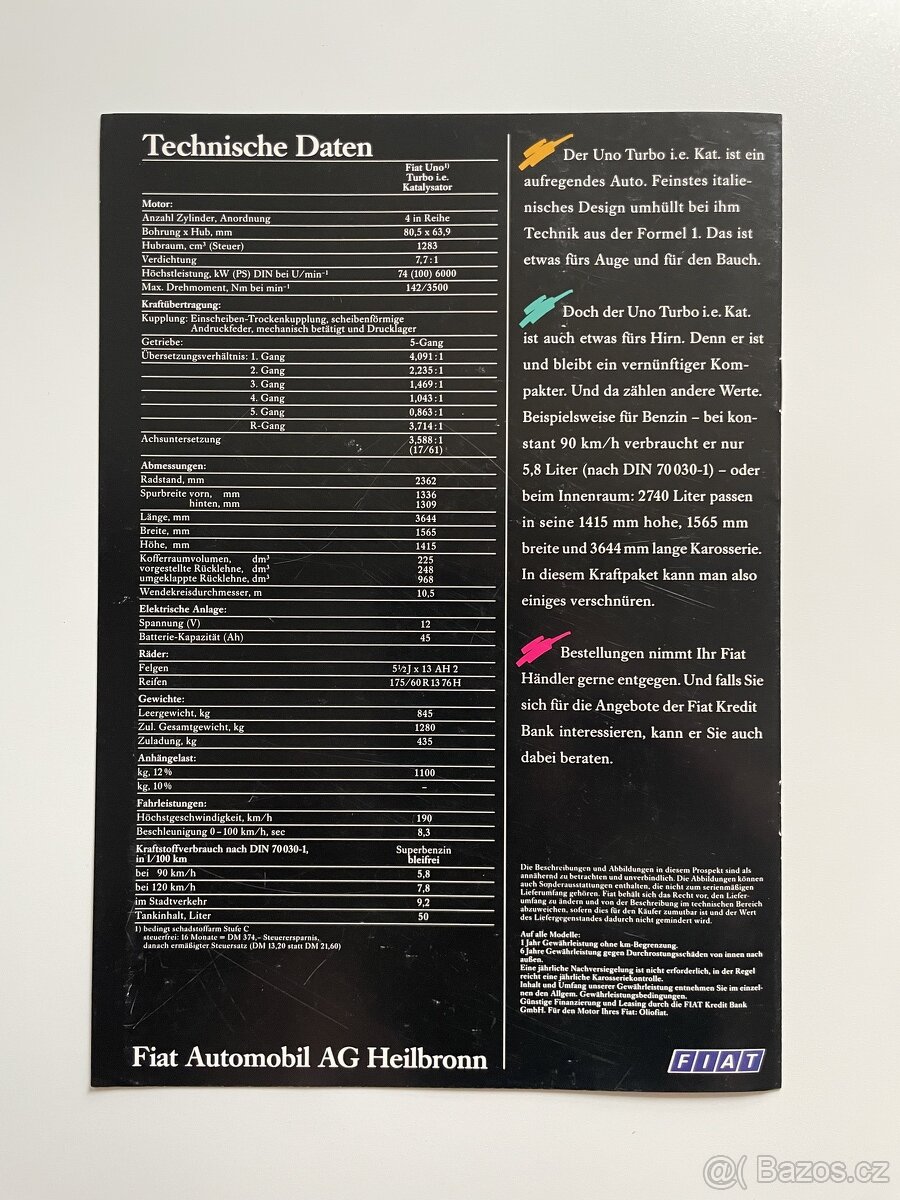 Technische Daten
Fiat Uno¹⁾
Turbo i.e.
Katalysator
Motor:
Anzahl Zylinder, Anordnung 4 in Reihe
Bohrung x Hub, mm 80,5 x 63,9
Hubraum, cm³ (Steuer) 1283
Verdichtung 7,7:1
Höchstleistung, kW (PS) DIN bei U/min⁻¹ 74 (100) 6000
Max. Drehmoment, Nm bei min⁻¹ 142/3500
Kraftübertragung:
Kupplung: Einscheiben-Trockenkupplung, scheibenförmige
Andruckfeder, mechanisch betätigt und Drucklager
Getriebe: 5-Gang
Übersetzungsverhältnis: 1. Gang 4,091:1
2. Gang 2,235:1
3. Gang 1,469:1
4. Gang 1,043:1
5. Gang 0,863:1
R-Gang 3,714:1
Achsuntersetzung 3,588:1
(17/61)
Abmessungen:
Radstand, mm 2362
Spurbreite vorn, mm 1336
hinten, mm 1309
Länge, mm 3644
Breite, mm 1565
Höhe, mm 1415
Kofferraumvolumen, dm³ 225
vorgestellte Rücklehne, dm³ 248
umgeklappte Rücklehne, dm³ 968
Wendekreisdurchmesser, m 10,5
Elektrische Anlage:
Spannung (V) 12
Batterie-Kapazität (Ah) 45
Räder:
Felgen 5½J x 13 AH 2
Reifen 175/60 R 13 76 H
Gewichte:
Leergewicht, kg 845
Zul. Gesamtgewicht, kg 1280
Zuladung, kg 435
Anhängelast:
kg, 12% 1100
kg, 10% –
Fahrleistungen:
Höchstgeschwindigkeit, km/h 190
Beschleunigung 0–100 km/h, sec 8,3
Kraftstoffverbrauch nach DIN 70030-1, Superbenzin
in l/100 km bleifrei
bei 90 km/h 5,8
bei 120 km/h 7,8
im Stadtverkehr 9,2
Tankinhalt, Liter 50
1) bedingt schadstoffarm Stufe C
steuerfrei: 16 Monate = DM 374,– Steuerersparnis,
danach ermäßigter Steuersatz (DM 13,20 statt DM 21,60)
Fiat Automobil AG Heilbronn
Der Uno Turbo i.e. Kat. ist ein
aufregendes Auto. Feinstes italie-
nisches Design umhüllt bei ihm
Technik aus der Formel 1. Das ist
etwas fürs Auge und für den Bauch.
Doch der Uno Turbo i.e. Kat.
ist auch etwas fürs Hirn. Denn er ist
und bleibt ein vernünftiger Kom-
pakter. Und da zählen andere Werte.
Beispielsweise für Benzin – bei kon-
stant 90 km/h verbraucht er nur
5,8 Liter (nach DIN 70030-1) – oder
beim Innenraum: 2740 Liter passen
in seine 1415 mm hohe, 1565 mm
breite und 3644 mm lange Karosserie.
In diesem Kraftpaket kann man also
einiges verschnüren.
Bestellungen nimmt Ihr Fiat
Händler gerne entgegen. Und falls Sie
sich für die Angebote der Fiat Kredit
Bank interessieren, kann er Sie auch
dabei beraten.
Die Beschreibungen und Abbildungen in diesem Prospekt sind als
annähernd zu betrachten und unverbindlich. Die Abbildungen können
auch Sonderausstattungen enthalten, die nicht zum serienmäßigen
Lieferumfang gehören. Fiat behält sich das Recht vor, den Liefer-
umfang zu ändern und von der Beschreibung im technischen Bereich
abzuweichen, sofern dies für den Käufer zumutbar ist und der Wert
des Liefergegenstandes dadurch nicht gemindert wird.
Auf alle Modelle:
1 Jahr Gewährleistung ohne km-Begrenzung.
6 Jahre Gewährleistung gegen Durchrostungsschäden von innen nach
außen.
Eine jährliche Nachversiegelung ist nicht erforderlich, in der Regel
reicht eine jährliche Karosseriekontrolle.
Inhalt und Umfang unserer Gewährleistung entnehmen Sie im einzel-
nen den Allgem. Gewährleistungsbedingungen.
Günstige Finanzierung und Leasing durch die FIAT Kredit Bank
GmbH. Für den Motor Ihres Fiat: Oliofiat.
FIAT
@ Bazos.cz